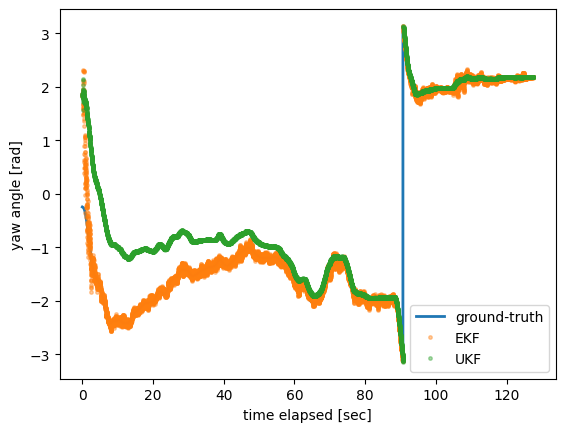 3
2
1
0
−1
−2
−3
yaw angle [rad]
0
20
40
60
80
100
120
time elapsed [sec]
ground-truth
EKF
UKF